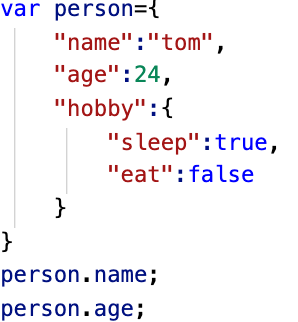 var person={
    "name":"tom",
    "age":24,
    "hobby":{
        "sleep":true,
        "eat":false
    }
}
person.name;
person.age;